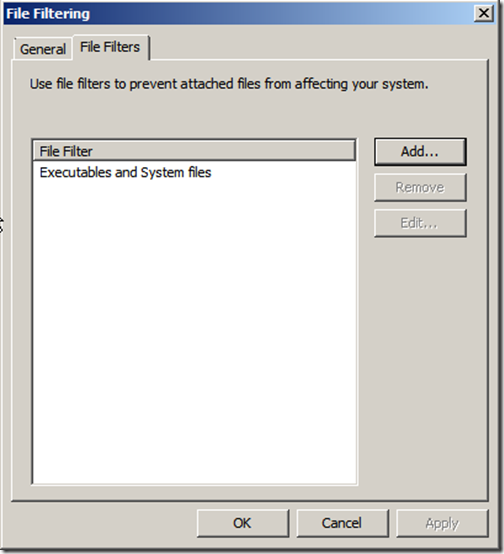 File Filtering
General
File Filters
Use file filters to prevent attached files from affecting your system.
File Filter
Add...
Executables and System files
Remove
Edit...
OK
Cancel
Apply